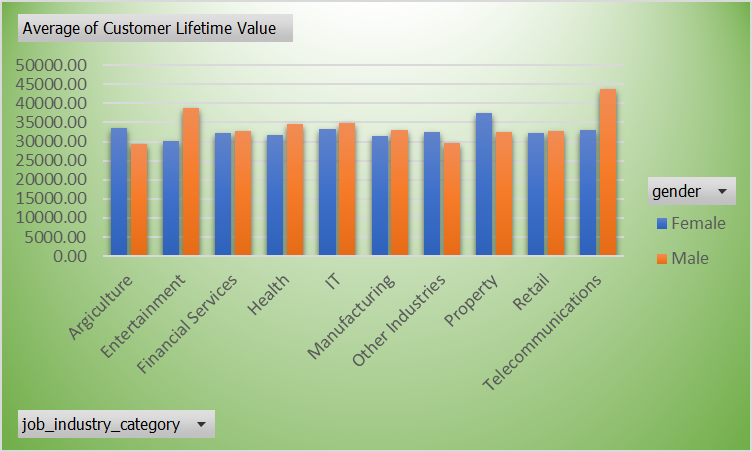 Average of Customer Lifetime Value
50000.00
45000.00
40000.00
35000.00
30000.00
25000.00
20000.00
15000.00
10000.00
5000.00
0.00
Argiculture
Entertainment
Financial Services
Health
IT
Manufacturing
Other Industries
Property
Retail
Telecommunications
gender
Female
Male
job_industry_category